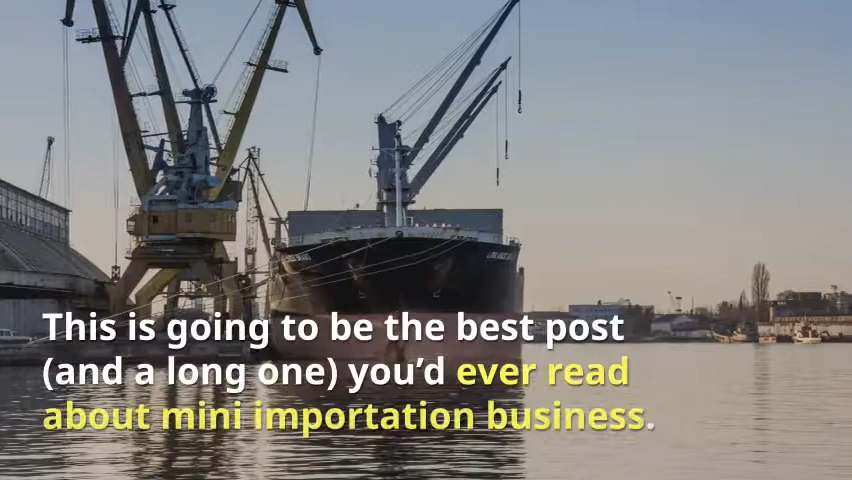 This is going to be the best post
(and a long one) you’d ever read
about mini importation business.